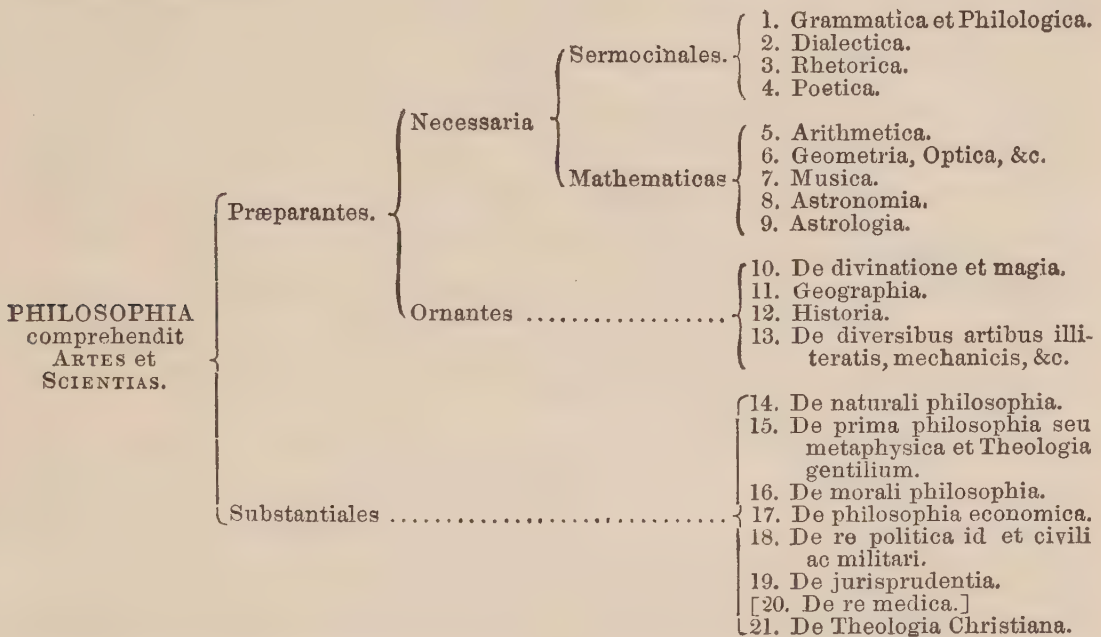 PHILOSOPHIA
comprehendit
ARTES et
SCIENTIAS.
Præparantes.
Necessaria
Sermocinales.
1. Grammatica et Philologica.
2. Dialectica.
3. Rhetorica.
4. Poetica.
Mathematicas
5. Arithmetica.
6. Geometria, Optica, &c.
7. Musica.
8. Astronomia.
9. Astrologia.
Ornantes ......................
10. De divinatione et magia.
11. Geographia.
12. Historia.
13. De diversibus artibus illi-
teratis, mechanicis, &c.
Substantiales ....................................
14. De naturali philosophia.
15. De prima philosophia seu
metaphysica et Theologia
gentilium.
16. De morali philosophia.
17. De philosophia economica.
18. De re politica id et civili
ac militari.
19. De jurisprudentia.
[20. De re medica.]
21. De Theologia Christiana.